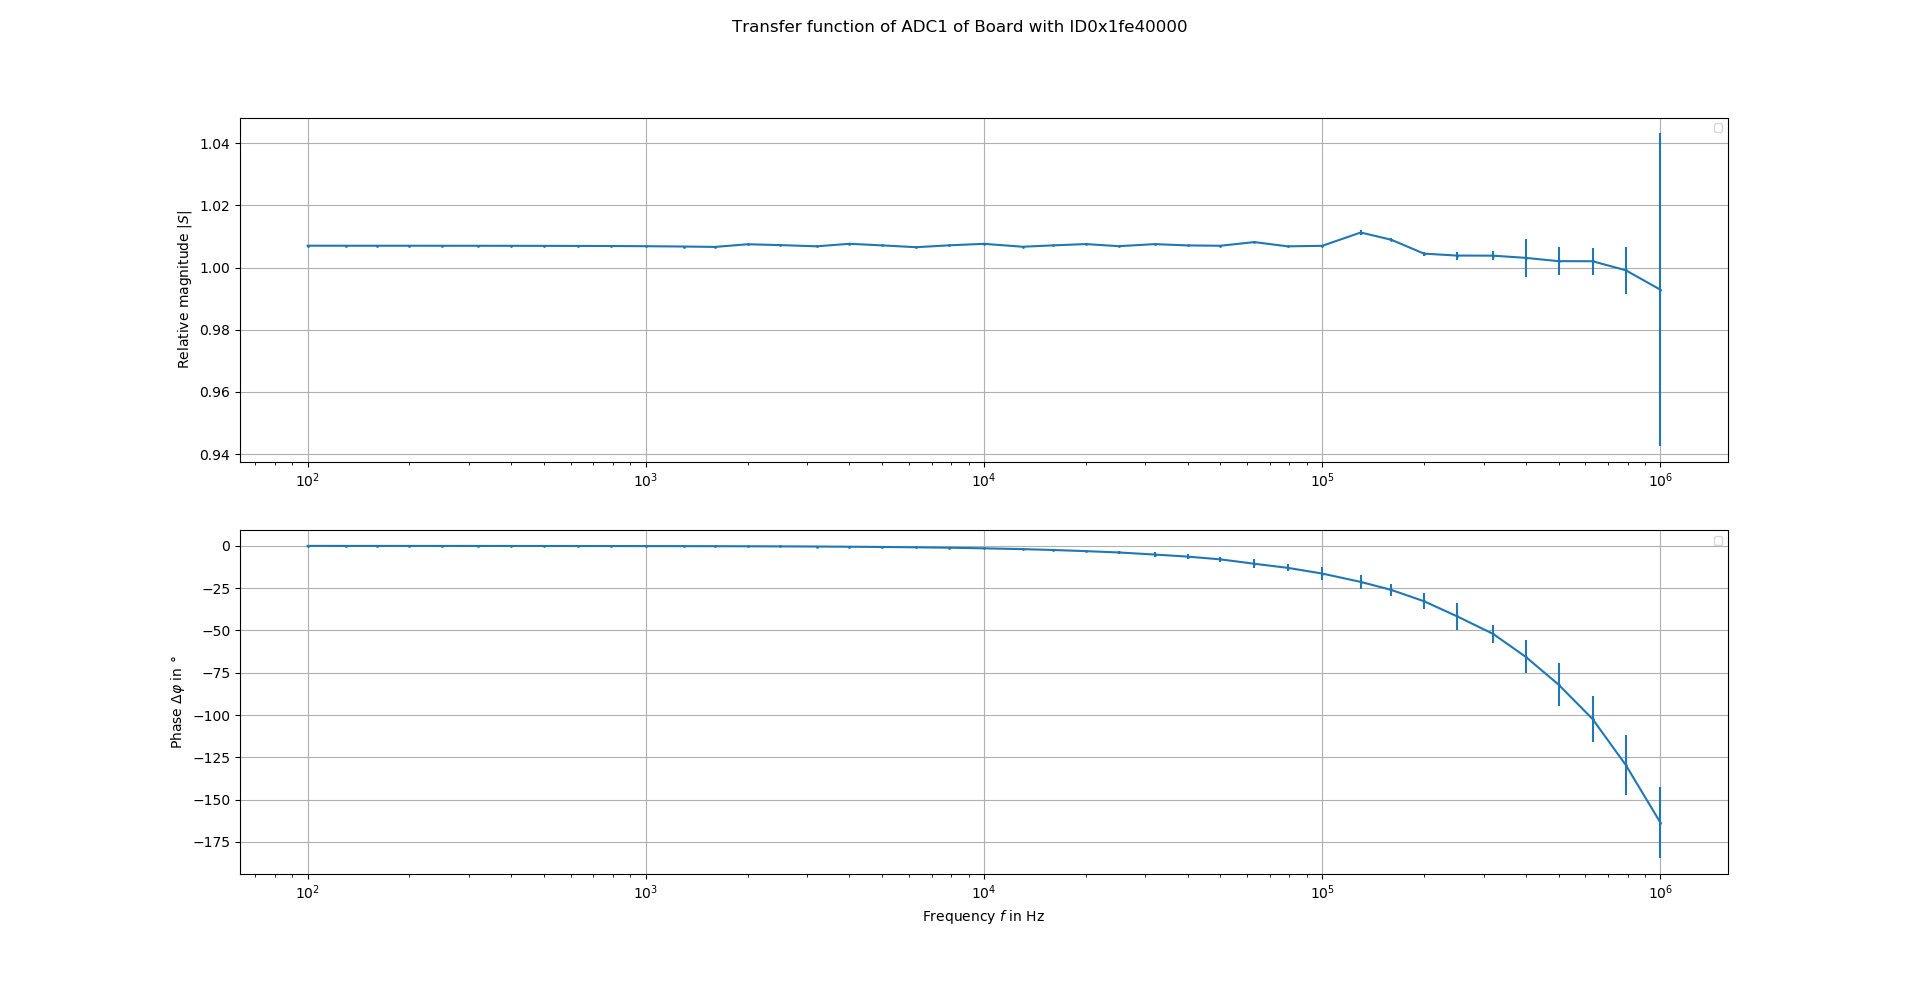 Transfer function of ADC1 of Board with ID0x1fe40000
Relative magnitude |S|
1.04
1.02
1.00
0.98
0.96
0.94
10² 10³ 10⁴ 10⁵ 10⁶
Phase Δφ in °
0
−25
−50
−75
−100
−125
−150
−175
10² 10³ 10⁴ 10⁵ 10⁶
Frequency f in Hz